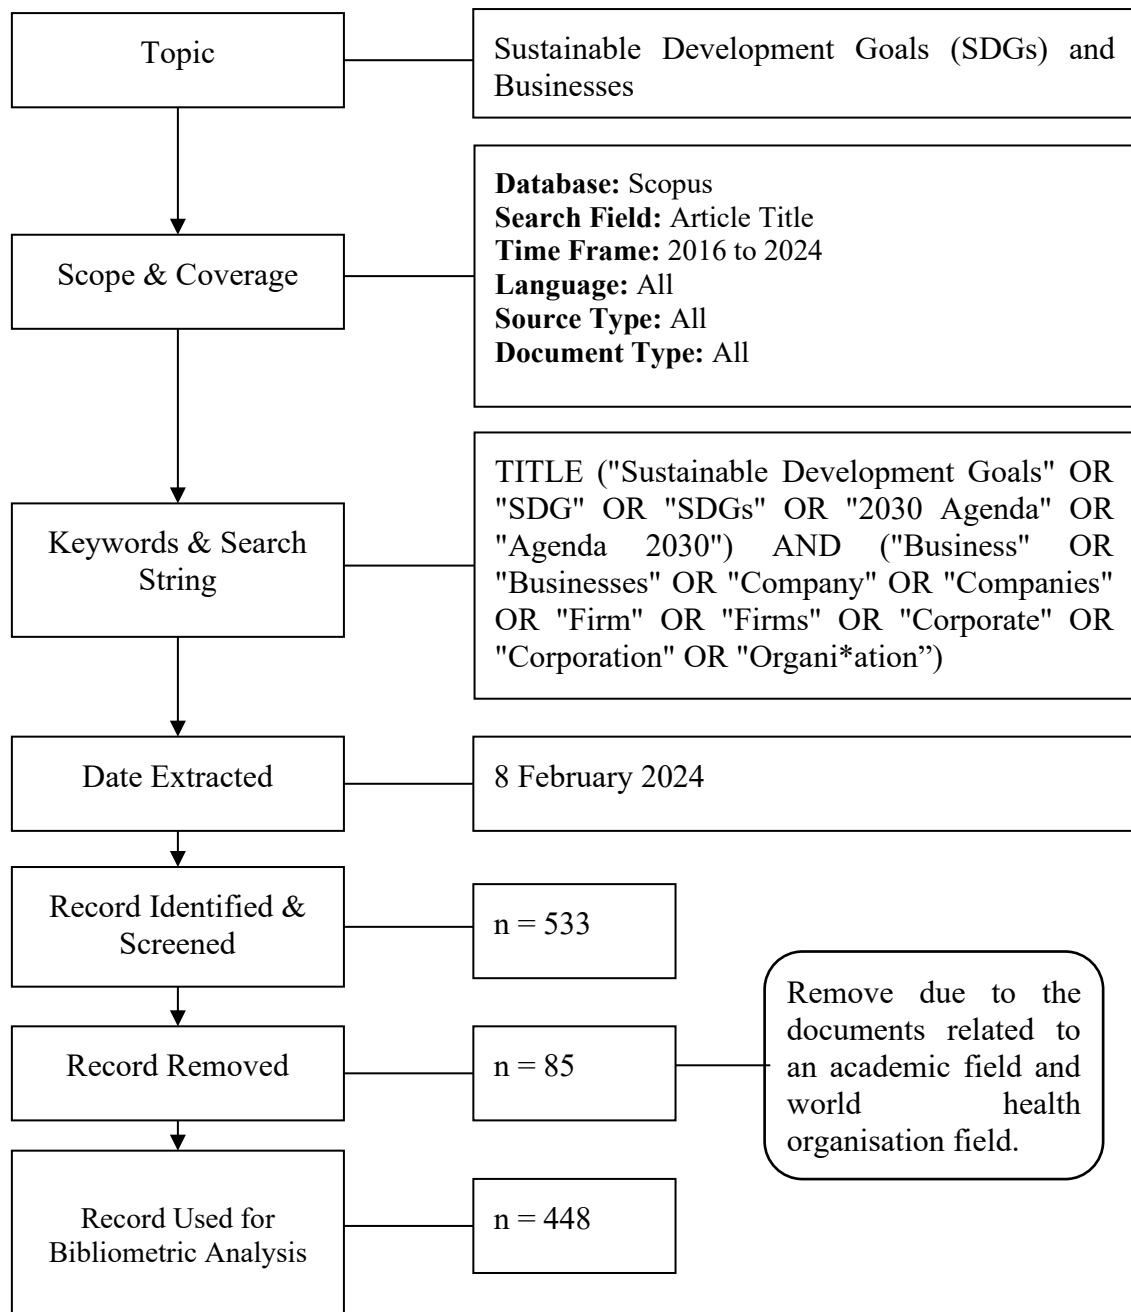 Topic
Sustainable Development Goals (SDGs) and
Businesses
Scope & Coverage
Database: Scopus
Search Field: Article Title
Time Frame: 2016 to 2024
Language: All
Source Type: All
Document Type: All
Keywords & Search
String
TITLE ("Sustainable Development Goals" OR
"SDG" OR "SDGs" OR "2030 Agenda" OR
"Agenda 2030") AND ("Business" OR
"Businesses" OR "Company" OR "Companies"
OR "Firm" OR "Firms" OR "Corporate" OR
"Corporation" OR "Organi*ation”)
Date Extracted
8 February 2024
Record Identified &
Screened
n = 533
Record Removed
n = 85
Remove due to the
documents related to
an academic field and
world health
organisation field.
Record Used for
Bibliometric Analysis
n = 448